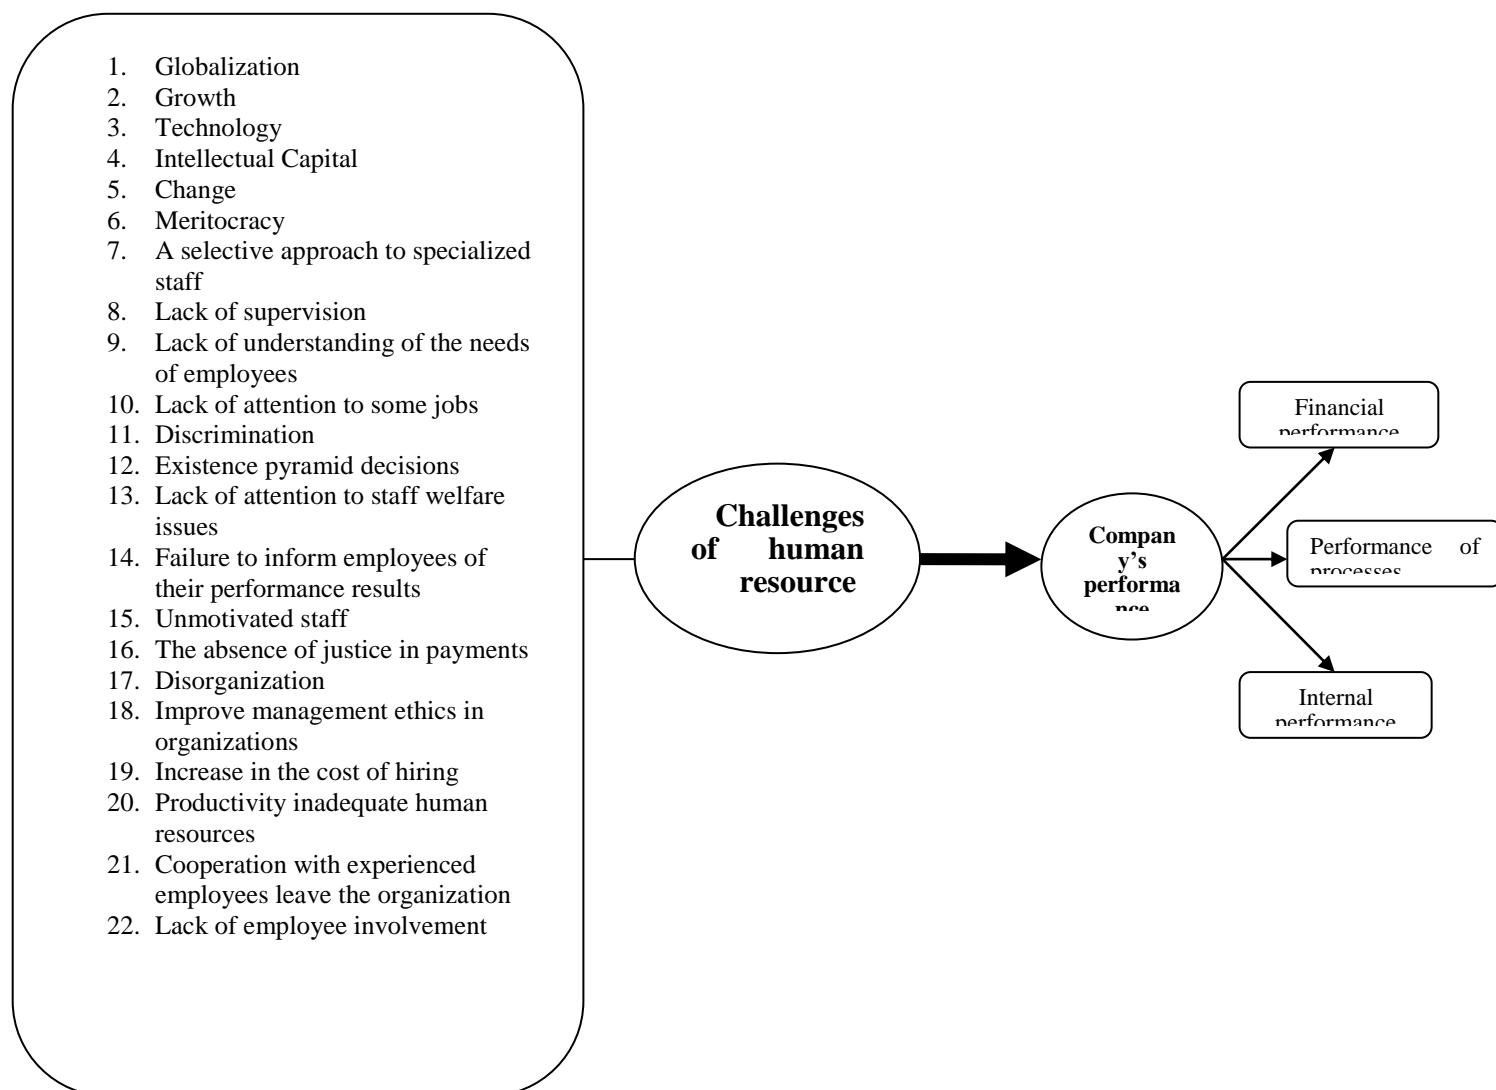 1. Globalization
2. Growth
3. Technology
4. Intellectual Capital
5. Change
6. Meritocracy
7. A selective approach to specialized
staff
8. Lack of supervision
9. Lack of understanding of the needs
of employees
10. Lack of attention to some jobs
11. Discrimination
12. Existence pyramid decisions
13. Lack of attention to staff welfare
issues
14. Failure to inform employees of
their performance results
15. Unmotivated staff
16. The absence of justice in payments
17. Disorganization
18. Improve management ethics in
organizations
19. Increase in the cost of hiring
20. Productivity inadequate human
resources
21. Cooperation with experienced
employees leave the organization
22. Lack of employee involvement
Challenges
of human
resource
Compan
y's
performa
nce
Financial
performance
Performance of
processes
Internal
performance